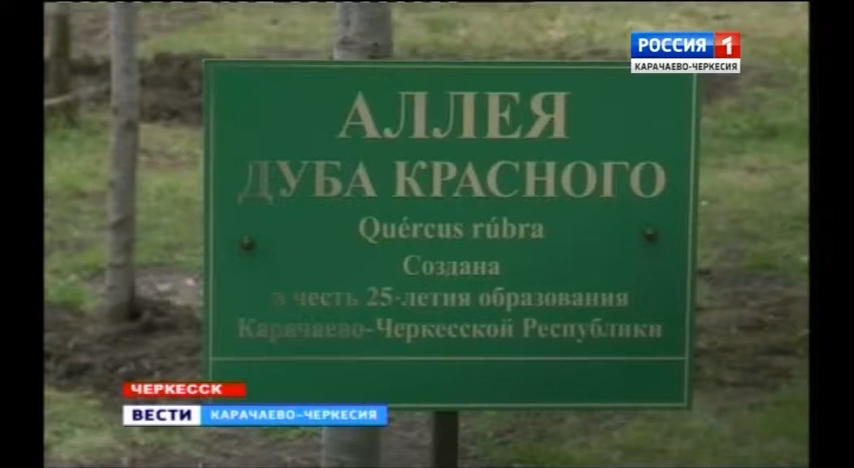 РОССИЯ 1
КАРАЧАЕВО-ЧЕРКЕСИЯ
АЛЛЕЯ
ДУБА КРАСНОГО
Quércus rúbra
Создана
в честь 25-летия образования
Карачаево-Черкесской Республики
ЧЕРКЕССК
ВЕСТИ КАРАЧАЕВО-ЧЕРКЕСИЯ